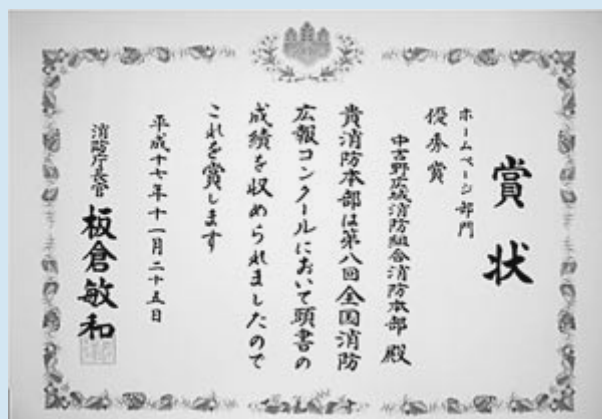 賞状
ホームページ部門
優秀賞
中吉野広域消防組合消防本部 殿
貴消防本部は第八回全国消防
広報コンクールにおいて頭書の
成績を収められましたので
これを賞します
平成十七年十一月二十五日
消防庁長官 板倉敏和